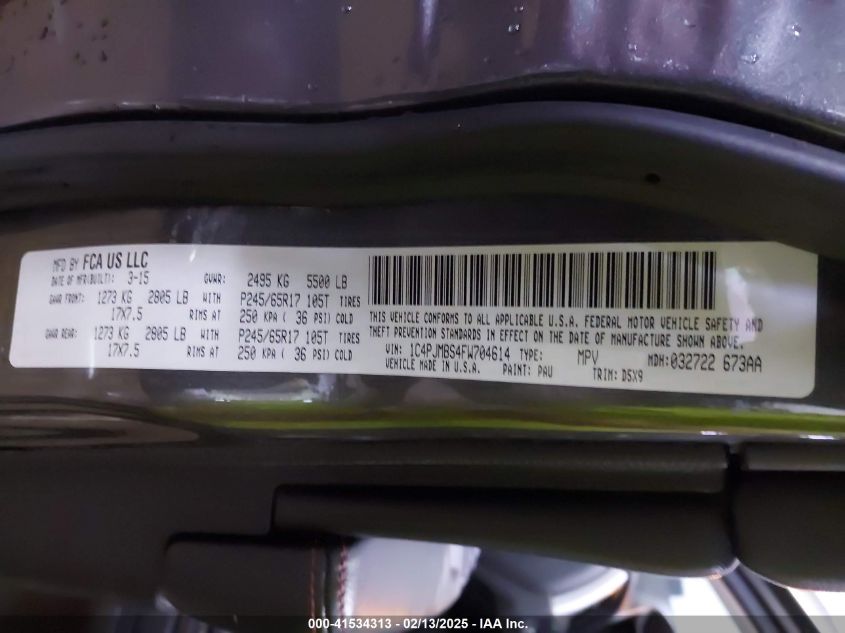 MFD BY FCA US LLC
DATE OF MFR(BUILT): 3-15 GVWR: 2495 KG 5500 LB
GAWR FRONT: 1273 KG 2805 LB WITH P245/65R17 105T TIRES
17X7.5 RIMS AT 250 KPA ( 36 PSI) COLD
GAWR REAR: 1273 KG 2805 LB WITH P245/65R17 105T TIRES
17X7.5 RIMS AT 250 KPA ( 36 PSI) COLD
THIS VEHICLE CONFORMS TO ALL APPLICABLE U.S.A. FEDERAL MOTOR VEHICLE SAFETY AND
THEFT PREVENTION STANDARDS IN EFFECT ON THE DATE OF MANUFACTURE SHOWN ABOVE.
VIN: 1C4PJMBS4FW704614 TYPE: MPV MDH:032722 673AA
VEHICLE MADE IN U.S.A. PAINT: PAU TRIM: DSX9
000-41534313 - 02/13/2025 - IAA Inc.